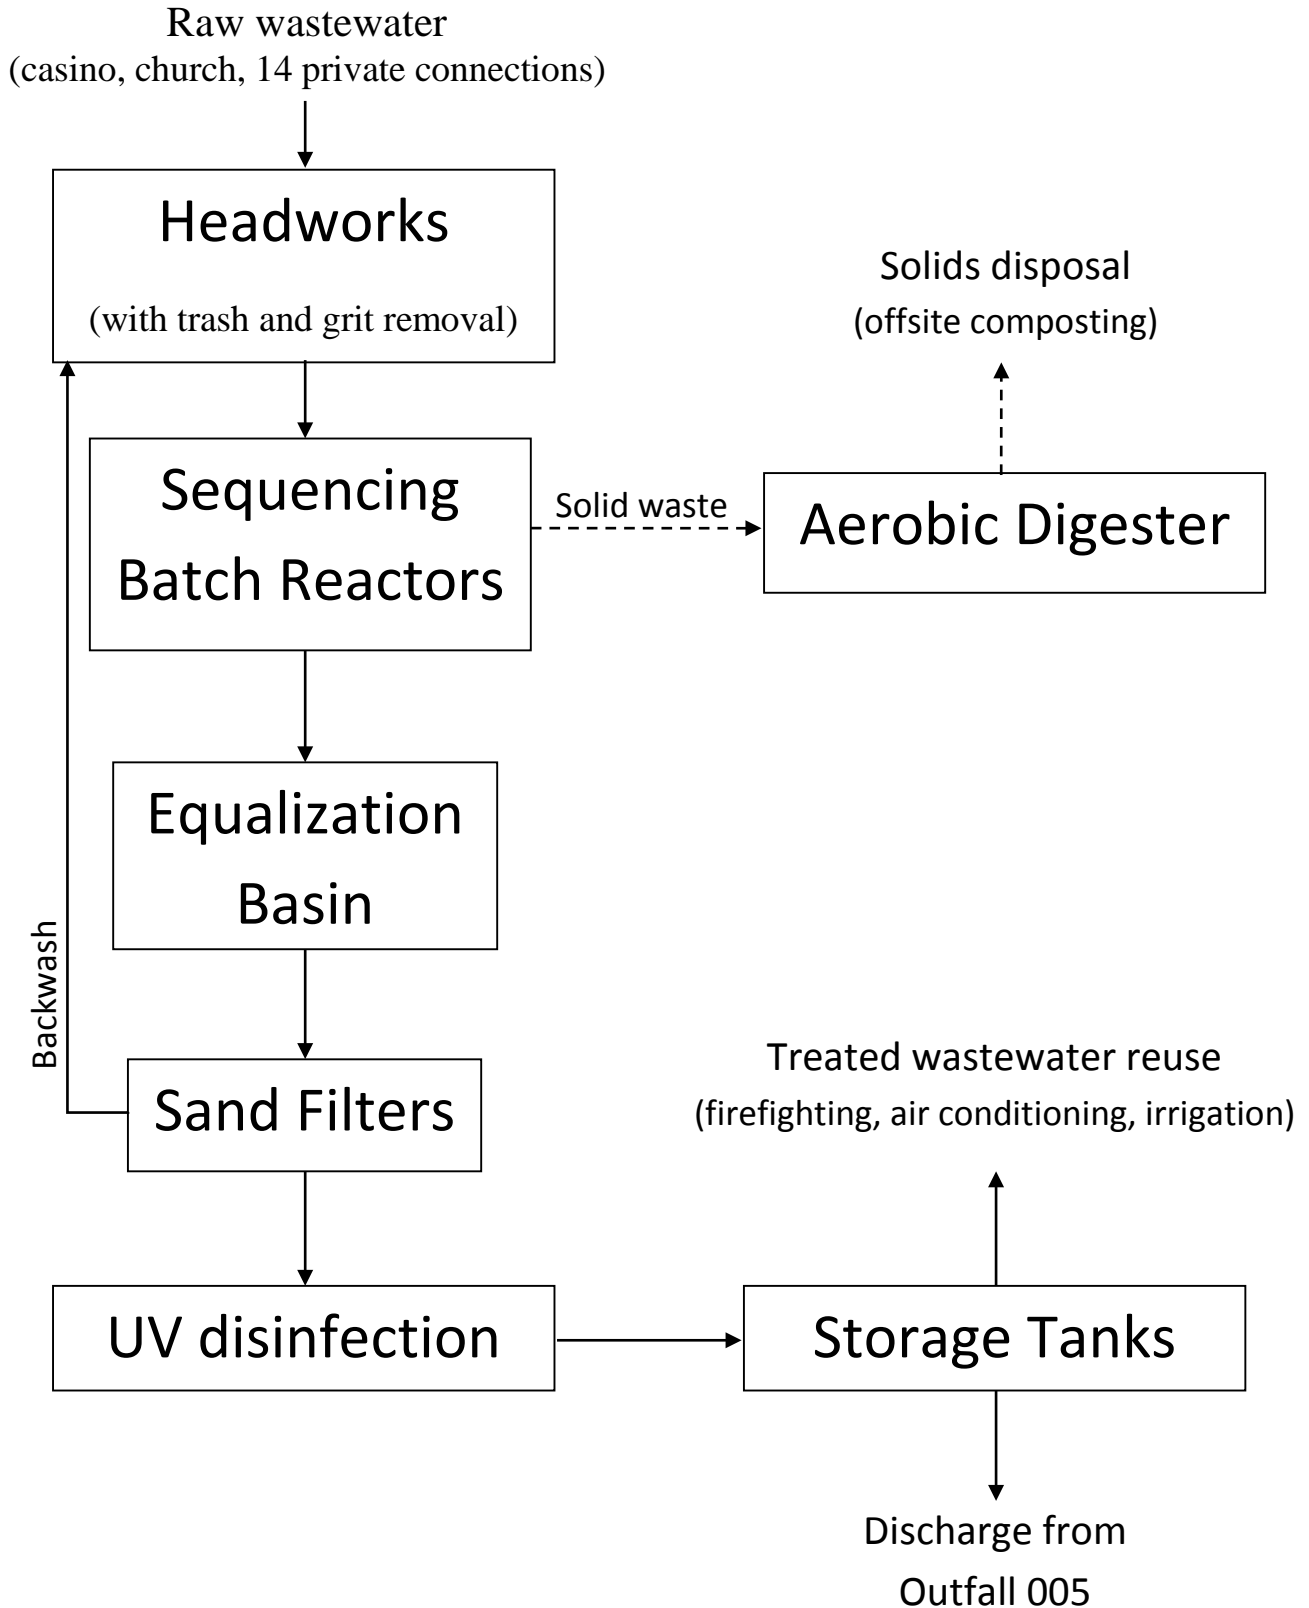 Raw wastewater
(casino, church, 14 private connections)
Headworks
(with trash and grit removal)
Solids disposal
(offsite composting)
Sequencing
Batch Reactors
Solid waste
Aerobic Digester
Equalization
Basin
Backwash
Sand Filters
Treated wastewater reuse
(firefighting, air conditioning, irrigation)
UV disinfection
Storage Tanks
Discharge from
Outfall 005